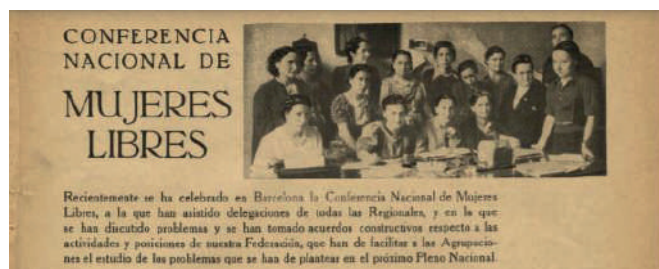 CONFERENCIA
NACIONAL DE
MUJERES
LIBRES
Recientemente se ha celebrado en Barcelona la Conferencia Nacional de Mujeres
Libres, a la que han asistido delegaciones de todas las Regionales, y en la que
se han discutido problemas y se han tomado acuerdos constructivos respecto a las
actividades y posiciones de nuestra Federación, que han de facilitar a las Agrupacio-
nes el estudio de los problemas que se han de plantear en el próximo Pleno Nacional.